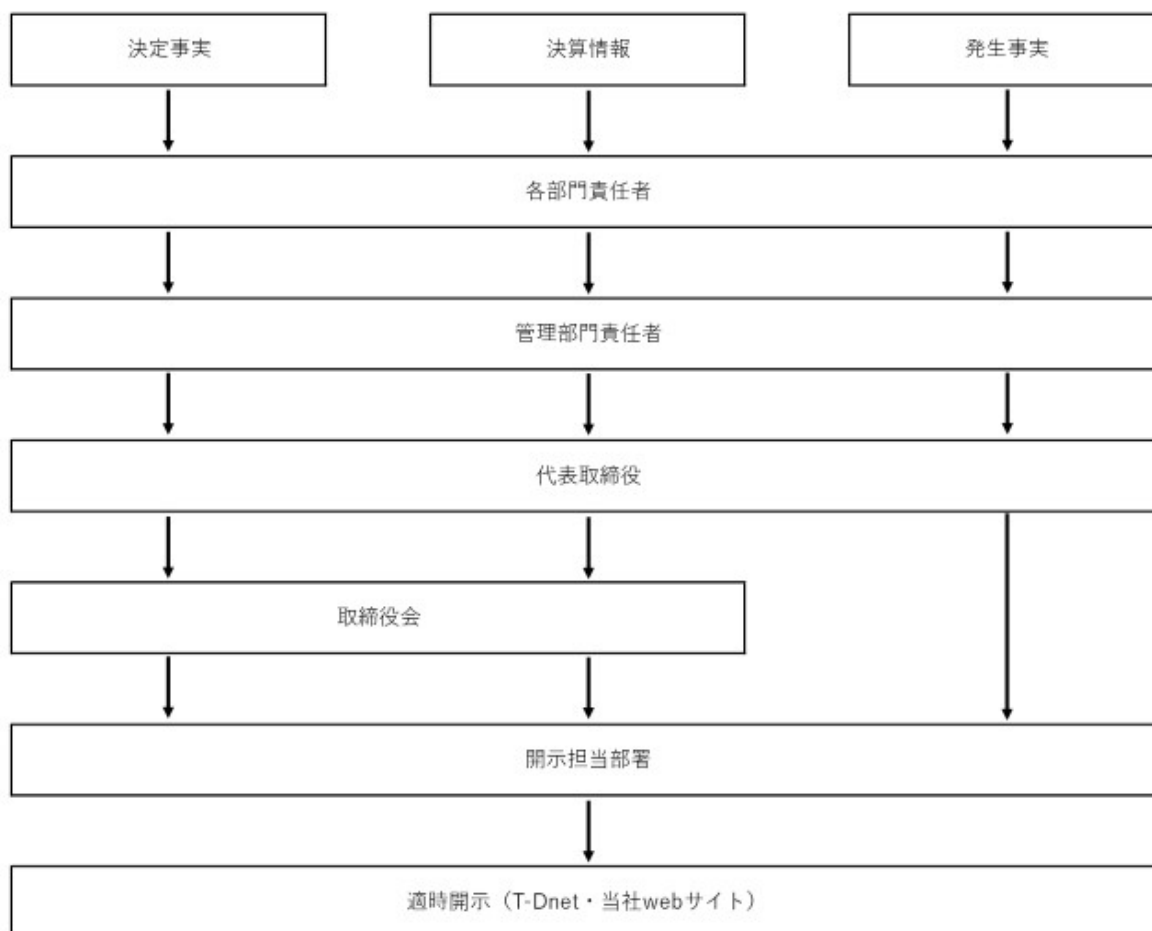 決定事実
決算情報
発生事実
各部門責任者
管理部門責任者
代表取締役
取締役会
開示担当部署
適時開示（T-Dnet・当社webサイト）